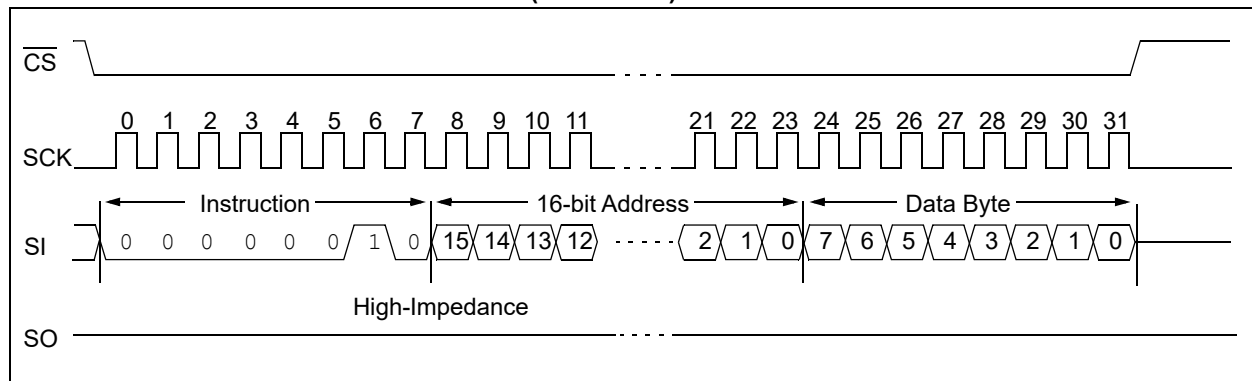 CS
0 1 2 3 4 5 6 7 8 9 10 11 21 22 23 24 25 26 27 28 29 30 31
SCK
Instruction 16-bit Address Data Byte
SI 0 0 0 0 0 0 1 0 15 14 13 12 2 1 0 7 6 5 4 3 2 1 0
High-Impedance
SO